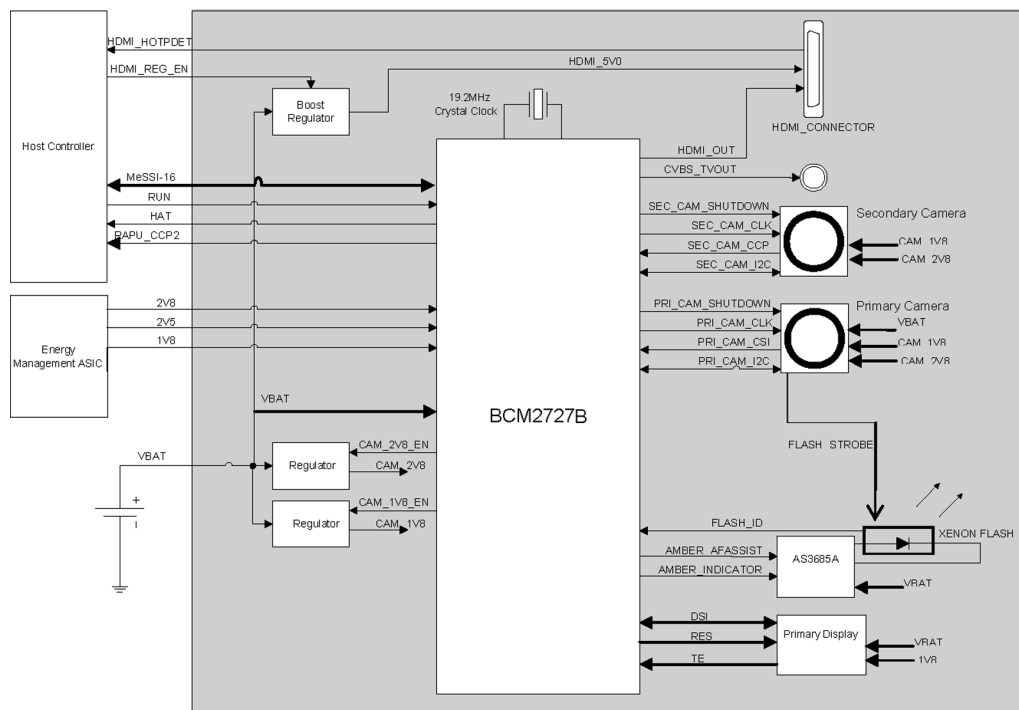 HDMI_HOTPDET
HDMI_REG_EN
HDMI_5V0
19.2MHz
Crystal Clock
Boost
Regulator
HDMI_CONNECTOR
Host Controller
HDMI_OUT
CVBS_TVOUT
MeSSI-16
RUN
HAT
RAPU_CCP2
SEC_CAM_SHUTDOWN
SEC_CAM_CLK
SEC_CAM_CCP
SEC_CAM_I2C
Secondary Camera
CAM_1V8
CAM_2V8
2V8
2V5
1V8
Energy
Management ASIC
PRI_CAM_SHUTDOWN
PRI_CAM_CLK
PRI_CAM_CSI
PRI_CAM_I2C
Primary Camera
VBAT
CAM_1V8
CAM_2V8
VBAT
BCM2727B
FLASH STROBE
VBAT
Regulator
CAM_2V8_EN
CAM_2V8
Regulator
CAM_1V8_EN
CAM_1V8
+
-
FLASH_ID
XENON FLASH
AMBER_AFASSIST
AMBER_INDICATOR
AS3685A
VBAT
DSI
RES
TE
Primary Display
VBAT
1V8